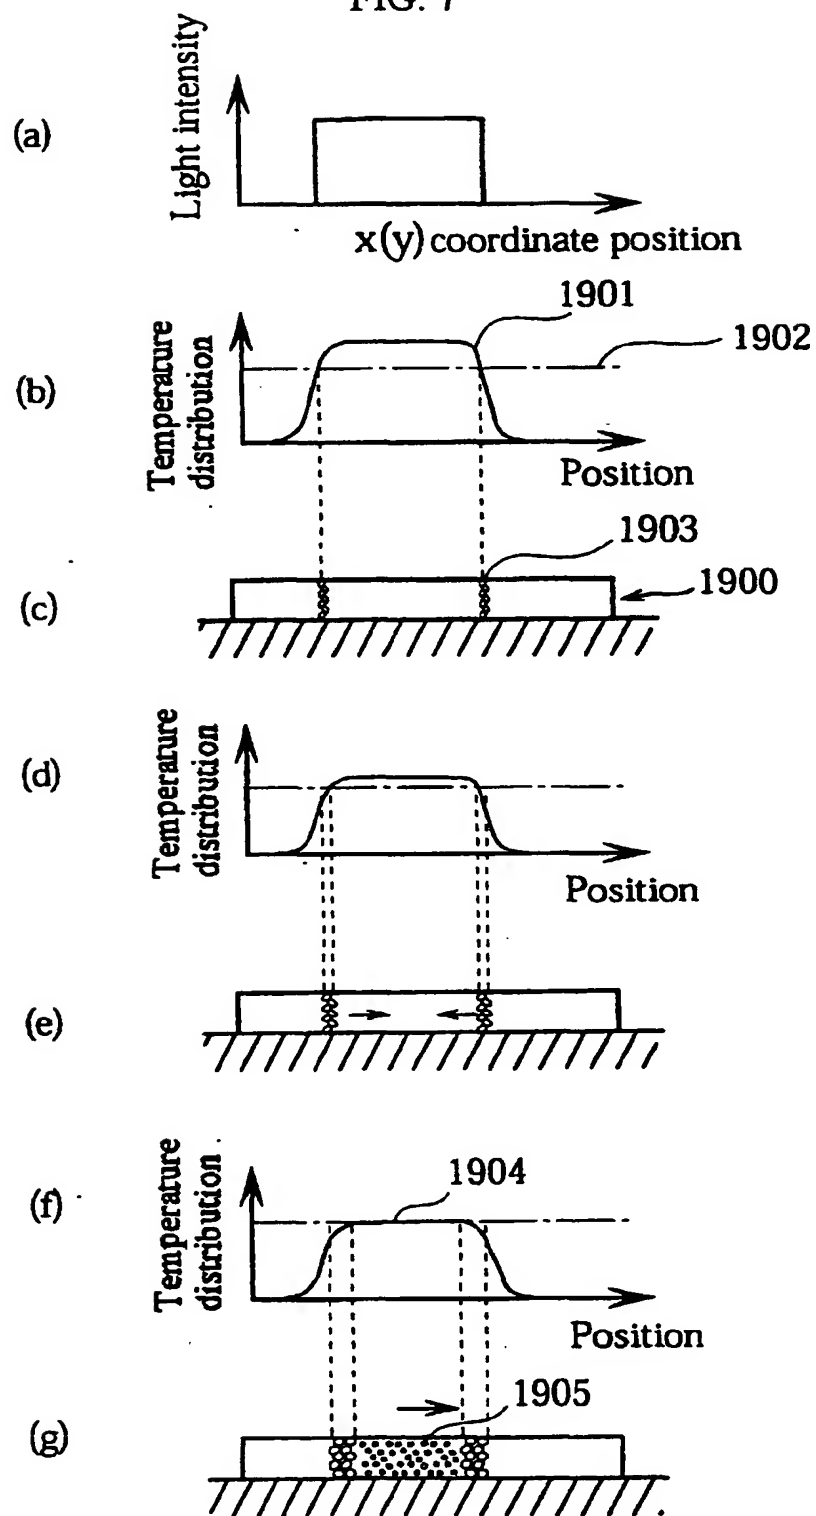 FIG. 7
(a)
Light intensity
x(y) coordinate position
1901
1902
(b)
Temperature
distribution
Position
1903
1900
(c)
(d)
Temperature
distribution
Position
(e)
(f)
Temperature
distribution
1904
Position
1905
(g)